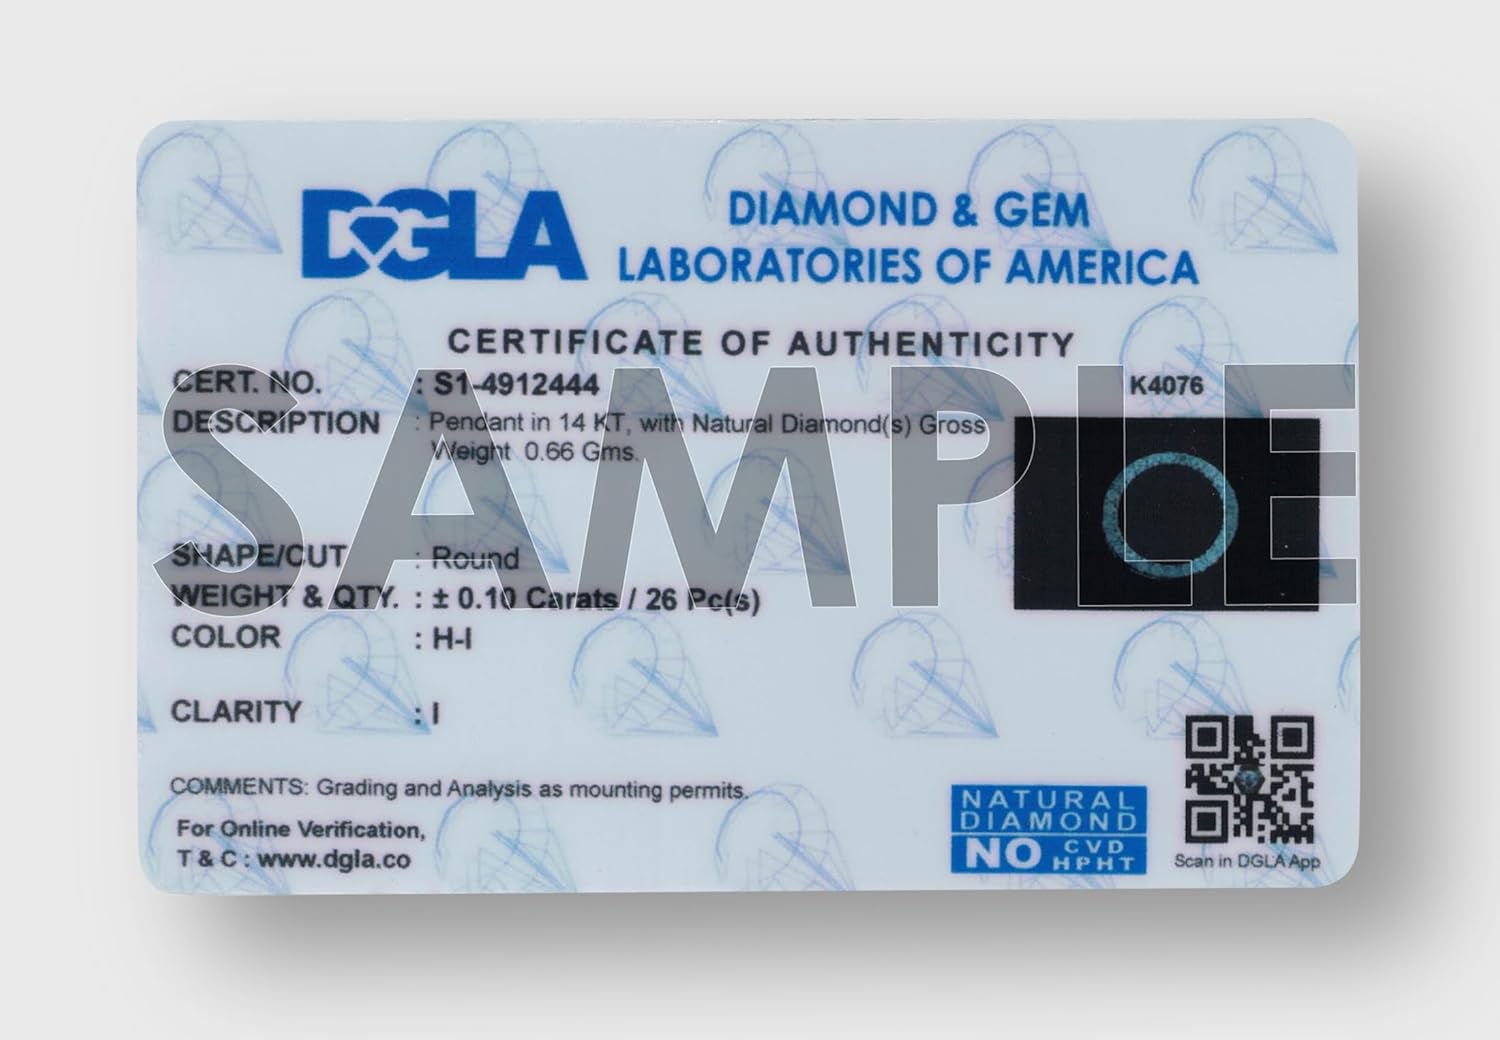 DGLA
DIAMOND & GEM
LABORATORIES OF AMERICA
CERTIFICATE OF AUTHENTICITY
CERT. NO. : S1-4912444
K4076
DESCRIPTION : Pendant in 14 KT, with Natural Diamond(s) Gross
Weight 0.66 Gms.
SAMPLE
SHAPE/CUT : Round
WEIGHT & QTY. : ± 0.10 Carats / 26 Pc(s)
COLOR : H-I
CLARITY : I
COMMENTS: Grading and Analysis as mounting permits.
For Online Verification,
T & C : www.dgla.co
NATURAL
DIAMOND
NO CVD
HPHT
Scan in DGLA App